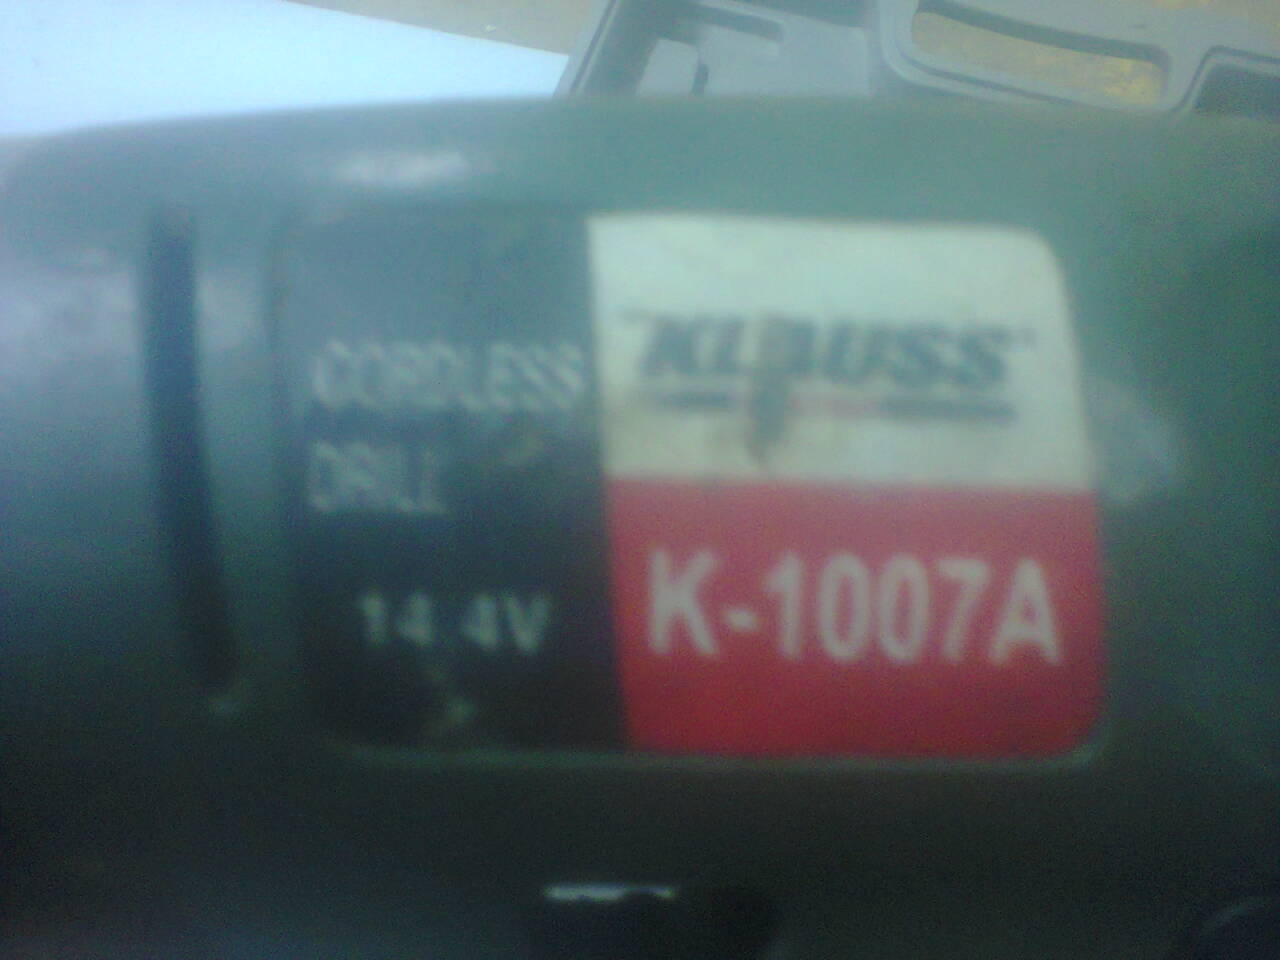 CORDLESS
DRILL
14.4V
"KLAUSS"
K-1007A